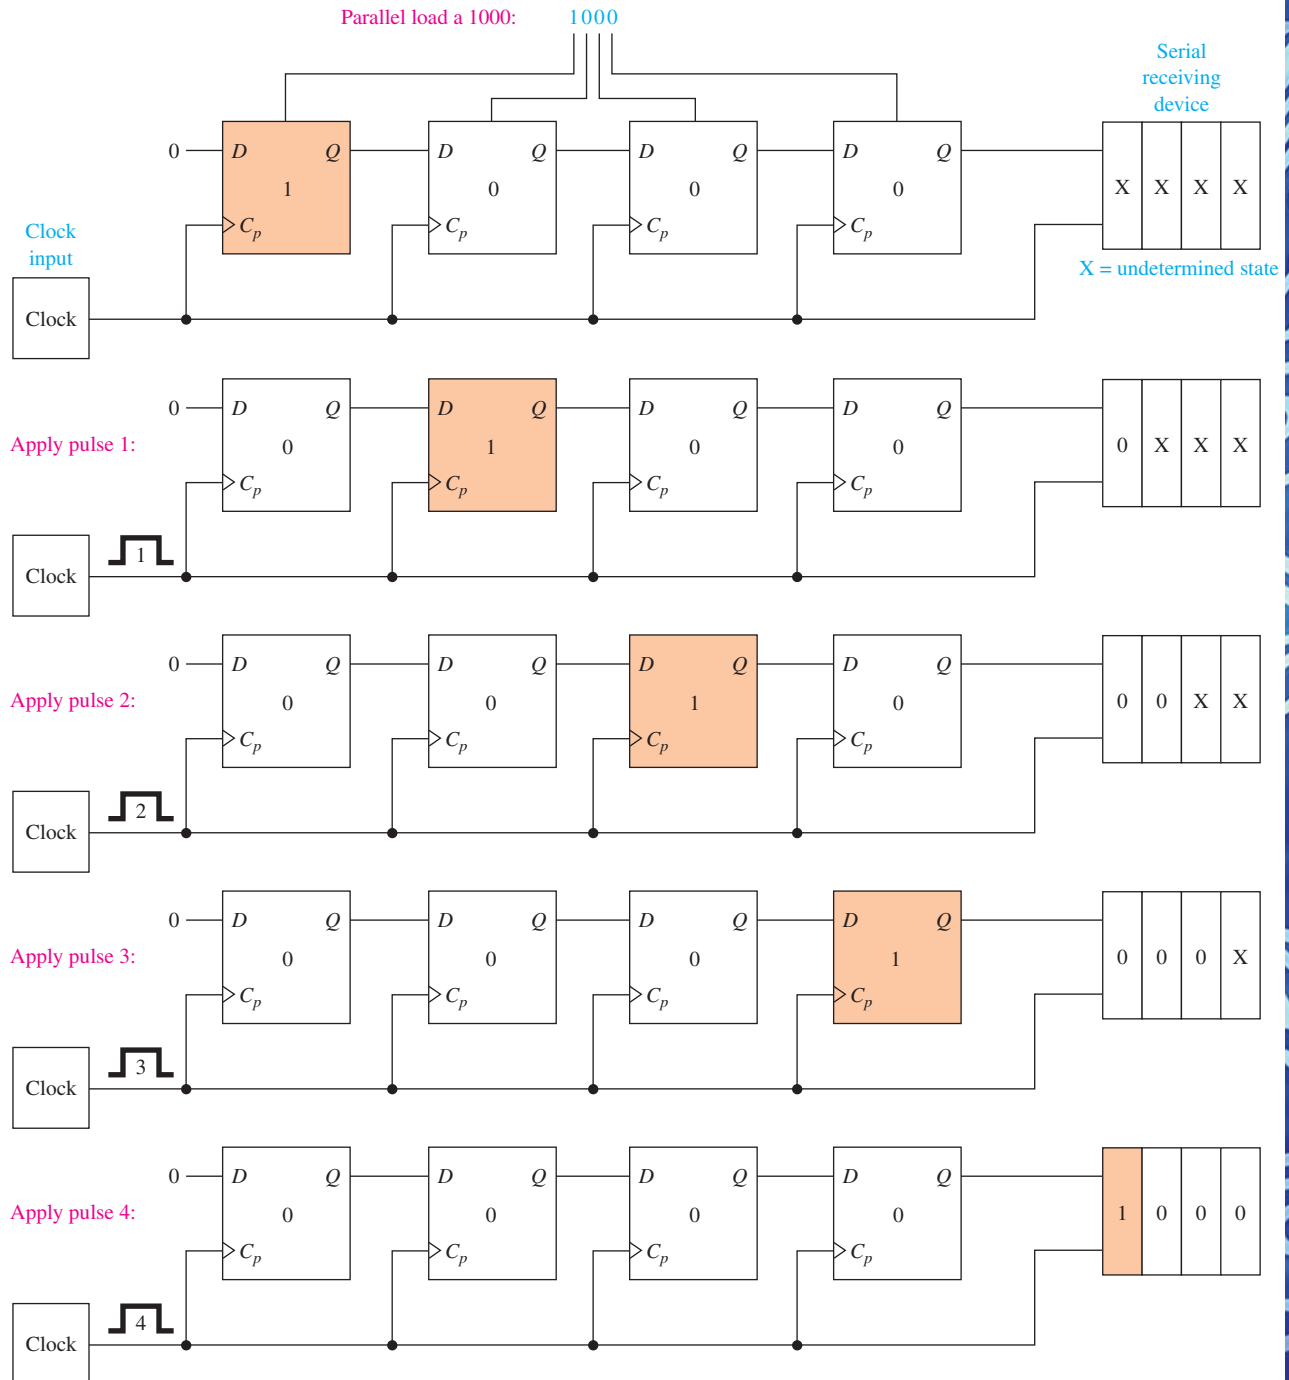 Parallel load a 1000: 1000
Serial
receiving
device
0 D Q D Q D Q D Q
1 0 0 0 X X X X
Cp Cp Cp Cp
Clock
input
X = undetermined state
Clock
0 D Q D Q D Q D Q
Apply pulse 1: 0 1 0 0 0 X X X
Cp Cp Cp Cp
Clock 1
0 D Q D Q D Q D Q
Apply pulse 2: 0 0 1 0 0 0 X X
Cp Cp Cp Cp
Clock 2
0 D Q D Q D Q D Q
Apply pulse 3: 0 0 0 1 0 0 0 X
Cp Cp Cp Cp
Clock 3
0 D Q D Q D Q D Q
Apply pulse 4: 0 0 0 0 1 0 0 0
Cp Cp Cp Cp
Clock 4